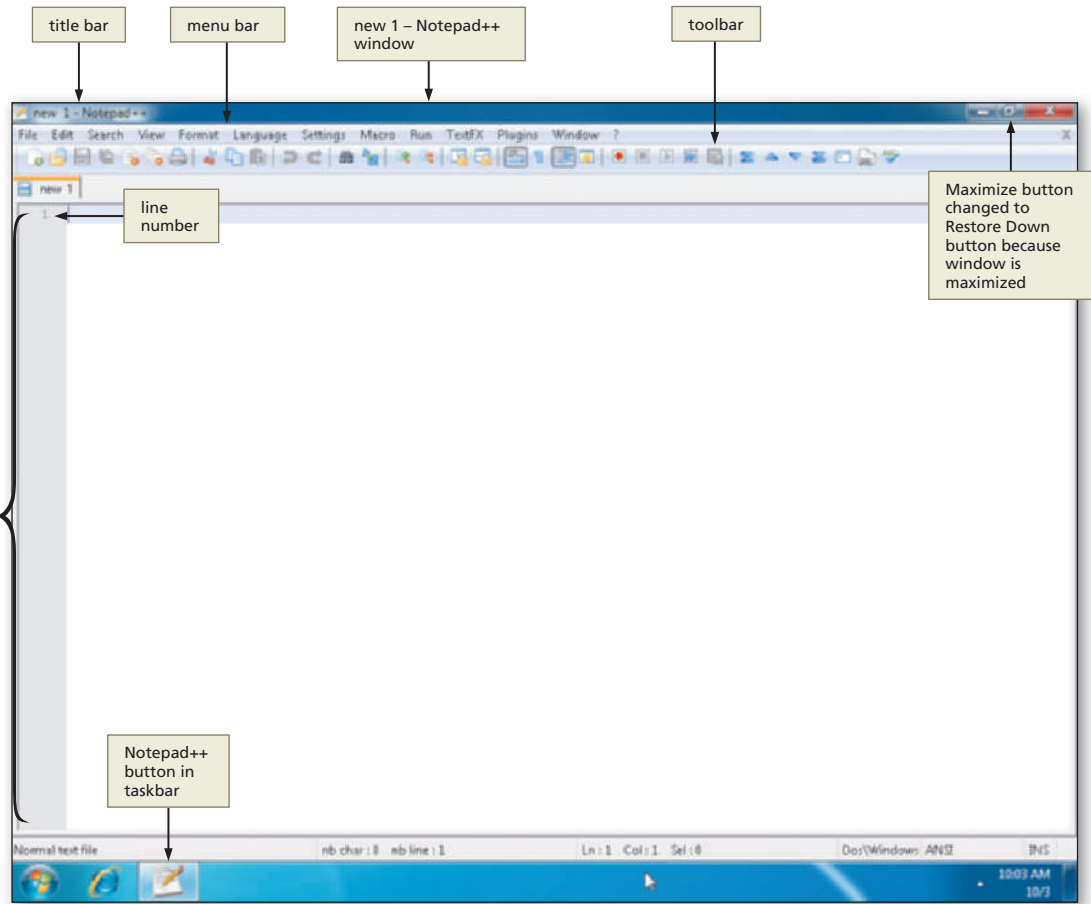 title bar
menu bar
new 1 – Notepad++
window
toolbar
new 1 - Notepad++
File Edit Search View Format Language Settings Macro Run TextFX Plugins Window ? X
new 1
1
line
number
Maximize button
changed to
Restore Down
button because
window is
maximized
Notepad++
button in
taskbar
Normal text file nb char : 0 nb line : 1 Ln : 1 Col : 1 Sel : 0 Dos\Windows ANSI INS
10:03 AM
10/3